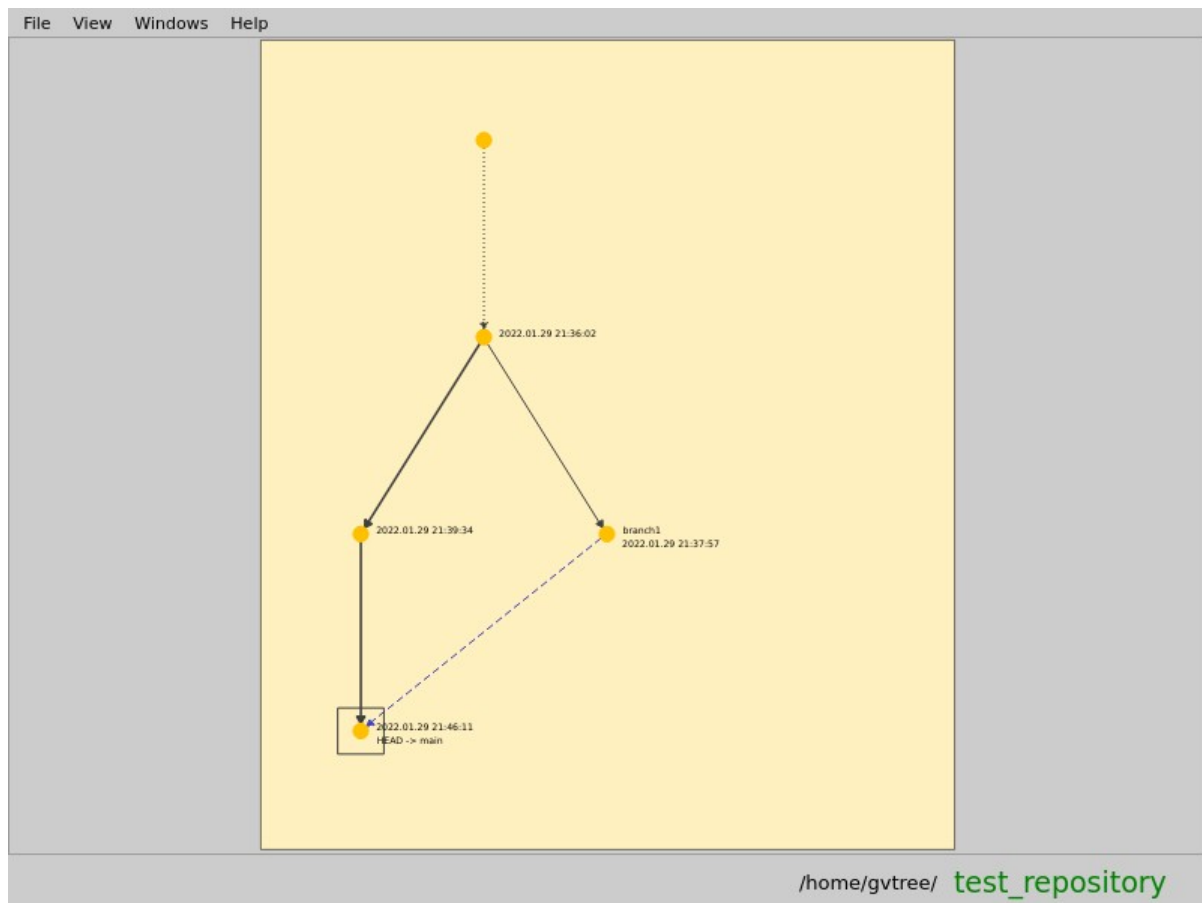 File View Windows Help
2022.01.29 21:36:02
2022.01.29 21:39:34
branch1
2022.01.29 21:37:57
2022.01.29 21:46:11
HEAD -> main
/home/gvtree/ test_repository